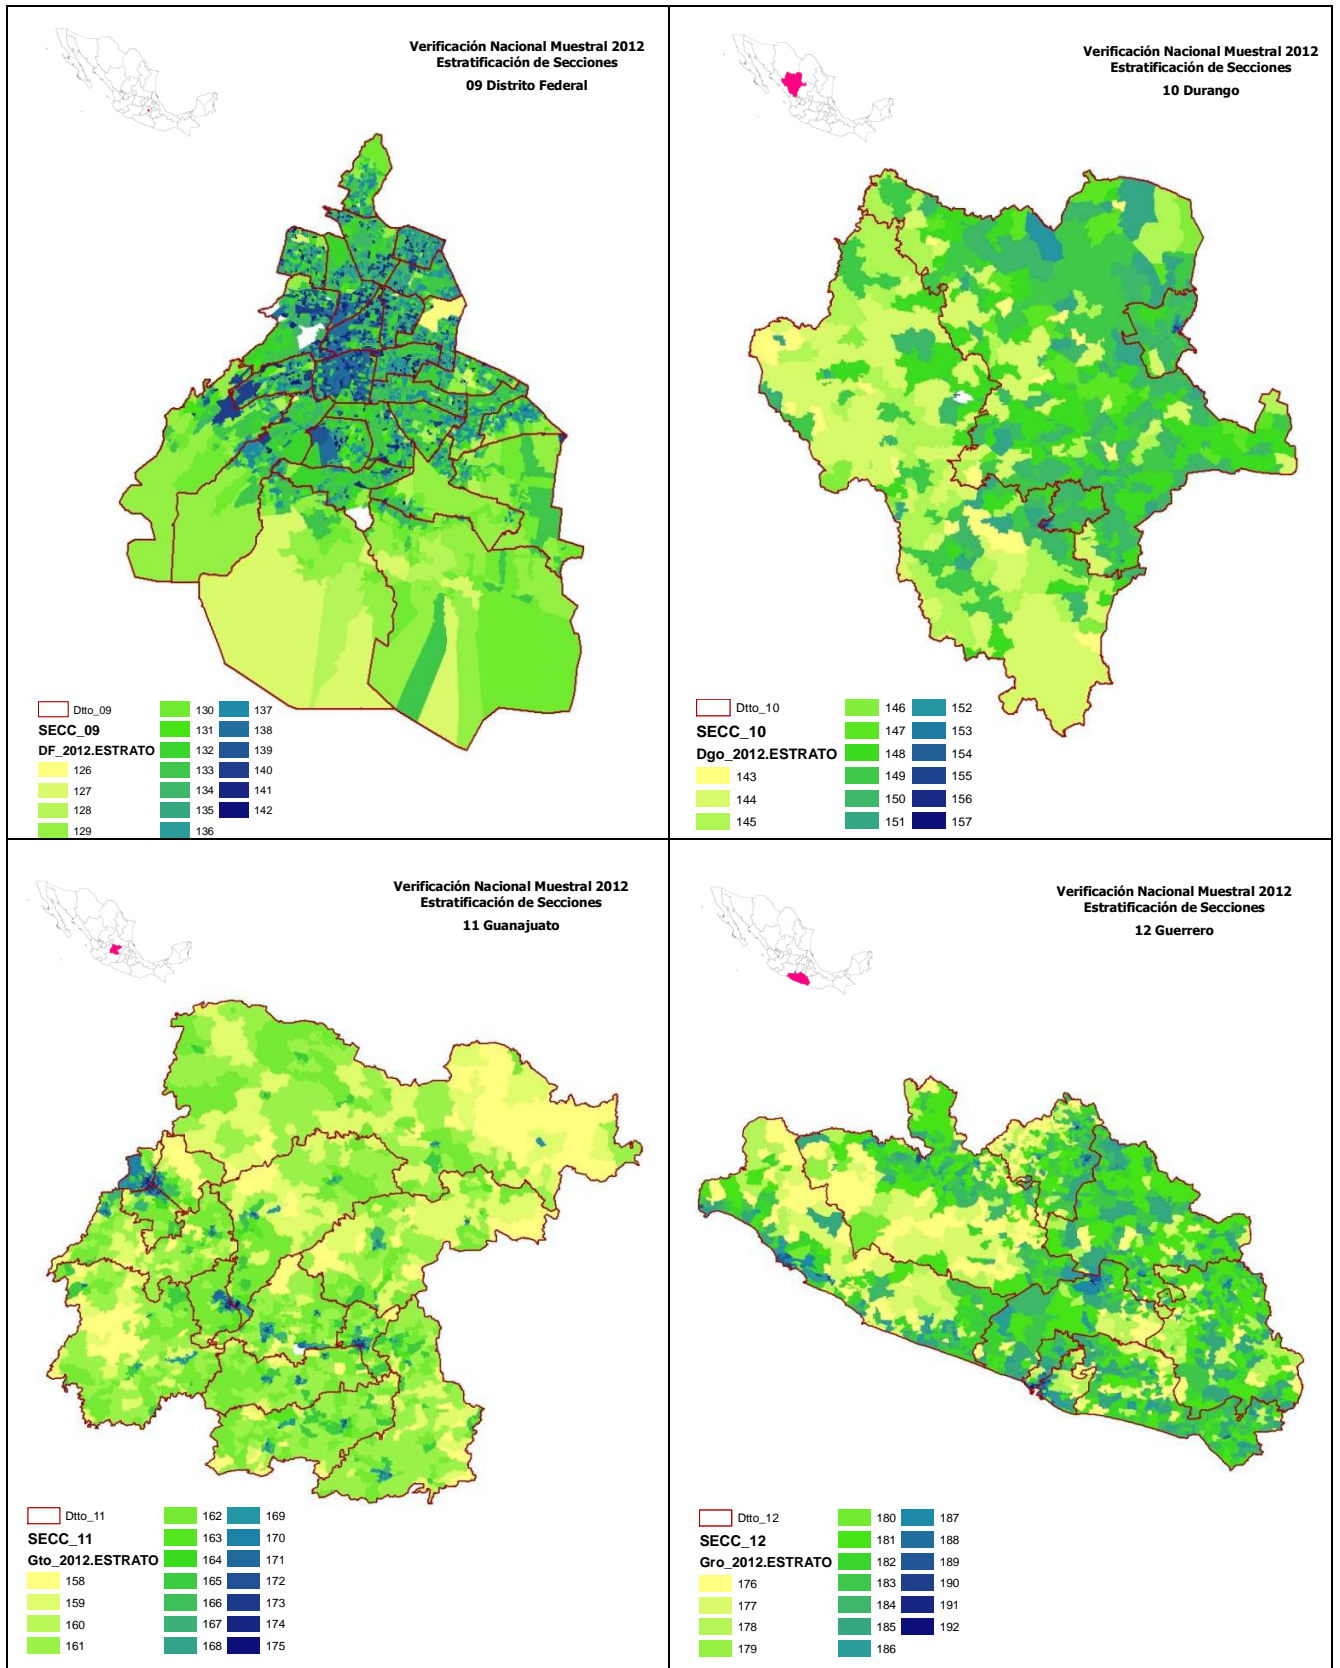 Verificación Nacional Muestral 2012
Estratificación de Secciones
09 Distrito Federal
Dtto_09
SECC_09
DF_2012.ESTRATO
126
127
128
129
130
131
132
133
134
135
136
137
138
139
140
141
142
Verificación Nacional Muestral 2012
Estratificación de Secciones
10 Durango
Dtto_10
SECC_10
Dgo_2012.ESTRATO
143
144
145
146
147
148
149
150
151
152
153
154
155
156
157
Verificación Nacional Muestral 2012
Estratificación de Secciones
11 Guanajuato
Dtto_11
SECC_11
Gto_2012.ESTRATO
158
159
160
161
162
163
164
165
166
167
168
169
170
171
172
173
174
175
Verificación Nacional Muestral 2012
Estratificación de Secciones
12 Guerrero
Dtto_12
SECC_12
Gro_2012.ESTRATO
176
177
178
179
180
181
182
183
184
185
186
187
188
189
190
191
192